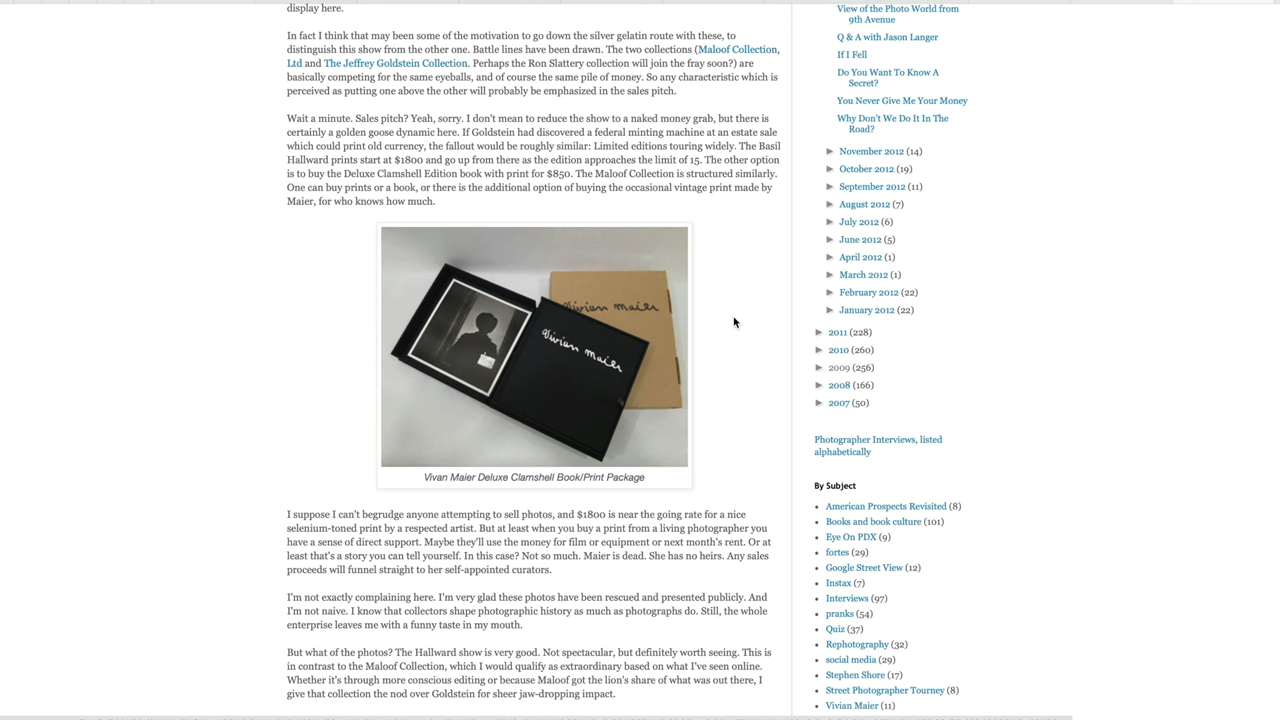 display here.
In fact I think that may been some of the motivation to go down the silver gelatin route with these, to
distinguish this show from the other one. Battle lines have been drawn. The two collections (Maloof Collection,
Ltd and The Jeffrey Goldstein Collection. Perhaps the Ron Slattery collection will join the fray soon?) are
basically competing for the same eyeballs, and of course the same pile of money. So any characteristic which is
perceived as putting one above the other will probably be emphasized in the sales pitch.
Wait a minute. Sales pitch? Yeah, sorry. I don't mean to reduce the show to a naked money grab, but there is
certainly a golden goose dynamic here. If Goldstein had discovered a federal minting machine at an estate sale
which could print old currency, the fallout would be roughly similar: Limited editions touring widely. The Basil
Hallward prints start at $1800 and go up from there as the edition approaches the limit of 15. The other option
is to buy the Deluxe Clamshell Edition book with print for $850. The Maloof Collection is structured similarly.
One can buy prints or a book, or there is the additional option of buying the occasional vintage print made by
Maier, for who knows how much.
Vivian Maier
Vivian Maier
Vivan Maier Deluxe Clamshell Book/Print Package
I suppose I can't begrudge anyone attempting to sell photos, and $1800 is near the going rate for a nice
selenium-toned print by a respected artist. But at least when you buy a print from a living photographer you
have a sense of direct support. Maybe they'll use the money for film or equipment or next month's rent. Or at
least that's a story you can tell yourself. In this case? Not so much. Maier is dead. She has no heirs. Any sales
proceeds will funnel straight to her self-appointed curators.
I'm not exactly complaining here. I'm very glad these photos have been rescued and presented publicly. And
I'm not naive. I know that collectors shape photographic history as much as photographs do. Still, the whole
enterprise leaves me with a funny taste in my mouth.
But what of the photos? The Hallward show is very good. Not spectacular, but definitely worth seeing. This is
in contrast to the Maloof Collection, which I would qualify as extraordinary based on what I've seen online.
Whether it's through more conscious editing or because Maloof got the lion's share of what was out there, I
give that collection the nod over Goldstein for sheer jaw-dropping impact.
View of the Photo World from
9th Avenue
Q & A with Jason Langer
If I Fell
Do You Want To Know A
Secret?
You Never Give Me Your Money
Why Don't We Do It In The
Road?
► November 2012 (14)
► October 2012 (19)
► September 2012 (11)
► August 2012 (7)
► July 2012 (6)
► June 2012 (5)
► April 2012 (1)
► March 2012 (1)
► February 2012 (22)
► January 2012 (22)
► 2011 (228)
► 2010 (260)
► 2009 (256)
► 2008 (166)
► 2007 (50)
Photographer Interviews, listed
alphabetically
By Subject
• American Prospects Revisited (8)
• Books and book culture (101)
• Eye On PDX (9)
• fortes (29)
• Google Street View (12)
• Instax (7)
• Interviews (97)
• pranks (54)
• Quiz (37)
• Rephotography (32)
• social media (29)
• Stephen Shore (17)
• Street Photographer Tourney (8)
• Vivian Maier (11)